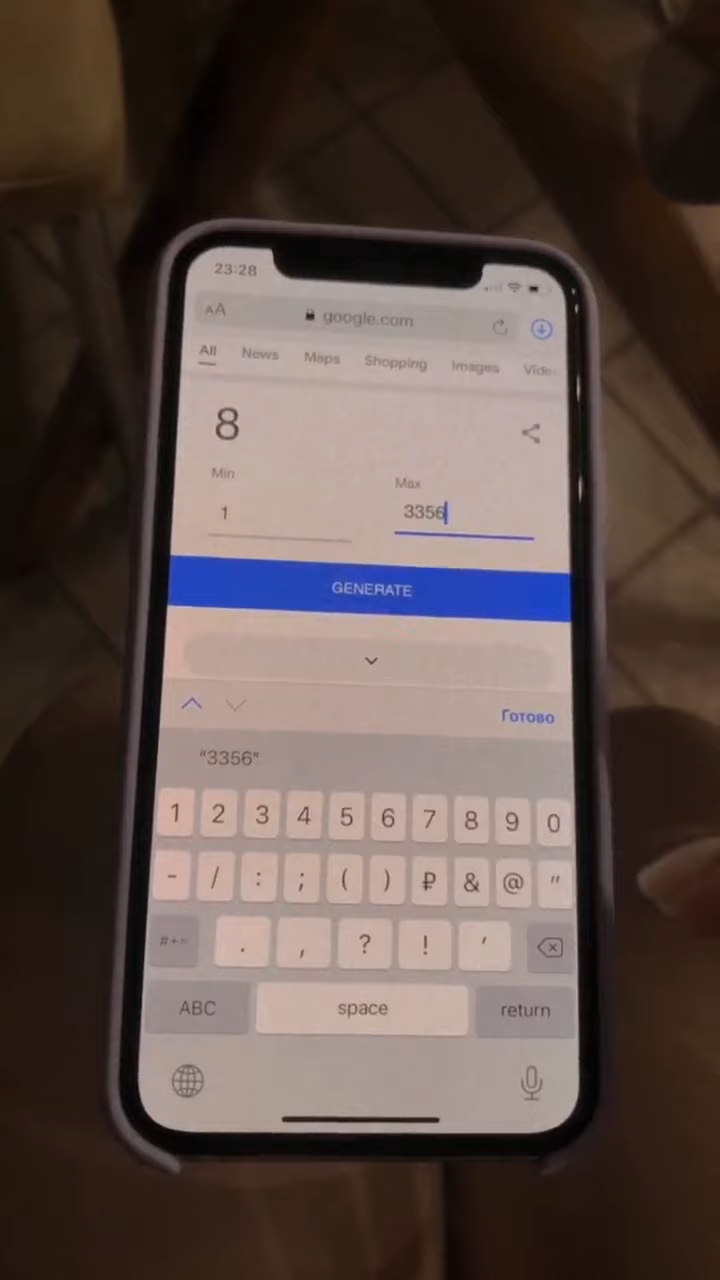 23:28
AA google.com
All News Maps Shopping Images
8
Min Max
1 3356
GENERATE
Готово
"3356"
1 2 3 4 5 6 7 8 9 0
- / : ; ( ) ₽ & @ "
#+= . , ? ! '
ABC space return